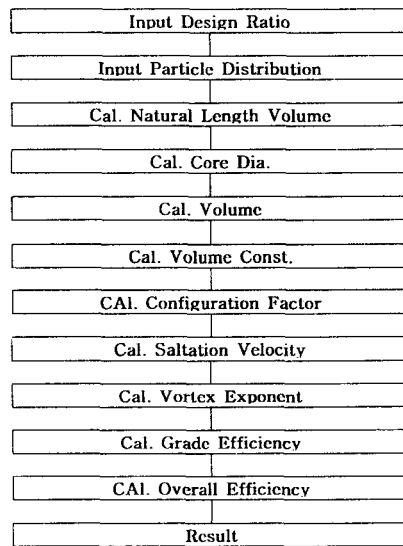 Input Design Ratio
Input Particle Distribution
Cal. Natural Length Volume
Cal. Core Dia.
Cal. Volume
Cal. Volume Const.
CAl. Configuration Factor
Cal. Saltation Velocity
Cal. Vortex Exponent
Cal. Grade Efficiency
CAl. Overall Efficiency
Result